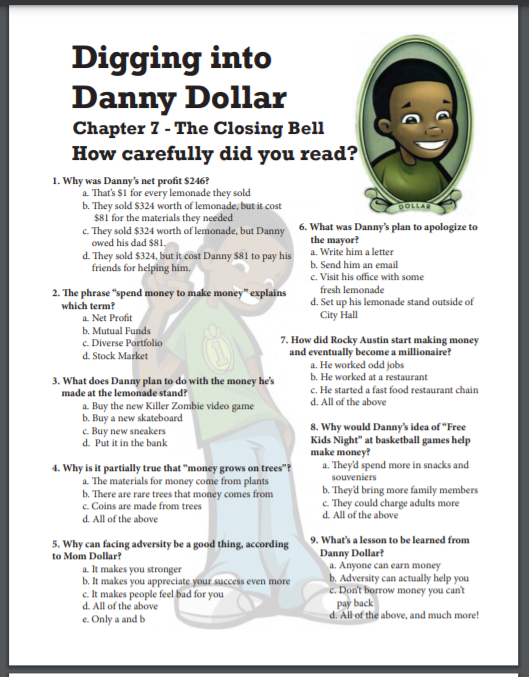 Digging into
Danny Dollar
Chapter 7 - The Closing Bell
How carefully did you read?
DOLLAR
1. Why was Danny's net profit $246?
a. That's $1 for every lemonade they sold
b. They sold $324 worth of lemonade, but it cost
$81 for the materials they needed
c. They sold $324 worth of lemonade, but Danny
owed his dad $81.
d. They sold $324, but it cost Danny $81 to pay his
friends for helping him.
2. The phrase "spend money to make money" explains
which term?
a. Net Profit
b. Mutual Funds
c. Diverse Portfolio
d. Stock Market
3. What does Danny plan to do with the money he's
made at the lemonade stand?
a. Buy the new Killer Zombie video game
b. Buy a new skateboard
c. Buy new sneakers
d. Put it in the bank
4. Why is it partially true that "money grows on trees"?
a. The materials for money come from plants
b. There are rare trees that money comes from
c. Coins are made from trees
d. All of the above
5. Why can facing adversity be a good thing, according
to Mom Dollar?
a. It makes you stronger
b. It makes you appreciate your success even more
c. It makes people feel bad for you
d. All of the above
e. Only a and b
6. What was Danny's plan to apologize to
the mayor?
a. Write him a letter
b. Send him an email
c. Visit his office with some
fresh lemonade
d. Set up his lemonade stand outside of
City Hall
7. How did Rocky Austin start making money
and eventually become a millionaire?
a. He worked odd jobs
b. He worked at a restaurant
c. He started a fast food restaurant chain
d. All of the above
8. Why would Danny's idea of "Free
Kids Night" at basketball games help
make money?
a. They'd spend more in snacks and
souveniers
b. They'd bring more family members
c. They could charge adults more
d. All of the above
9. What's a lesson to be learned from
Danny Dollar?
a. Anyone can earn money
b. Adversity can actually help you
c. Don't borrow money you can't
pay back
d. All of the above, and much more!